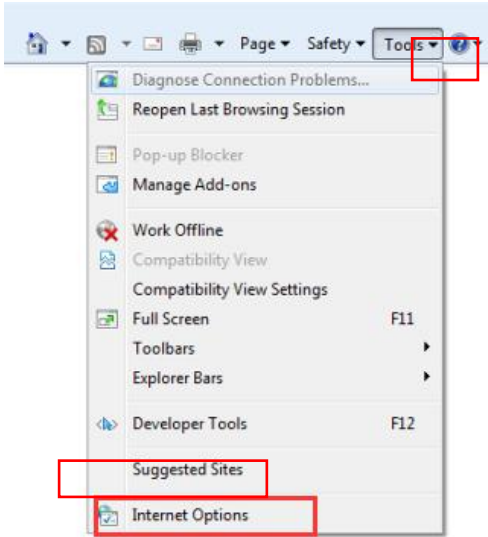 Page Safety Tools
Diagnose Connection Problems...
Reopen Last Browsing Session
Pop-up Blocker
Manage Add-ons
Work Offline
Compatibility View
Compatibility View Settings
Full Screen F11
Toolbars
Explorer Bars
Developer Tools F12
Suggested Sites
Internet Options